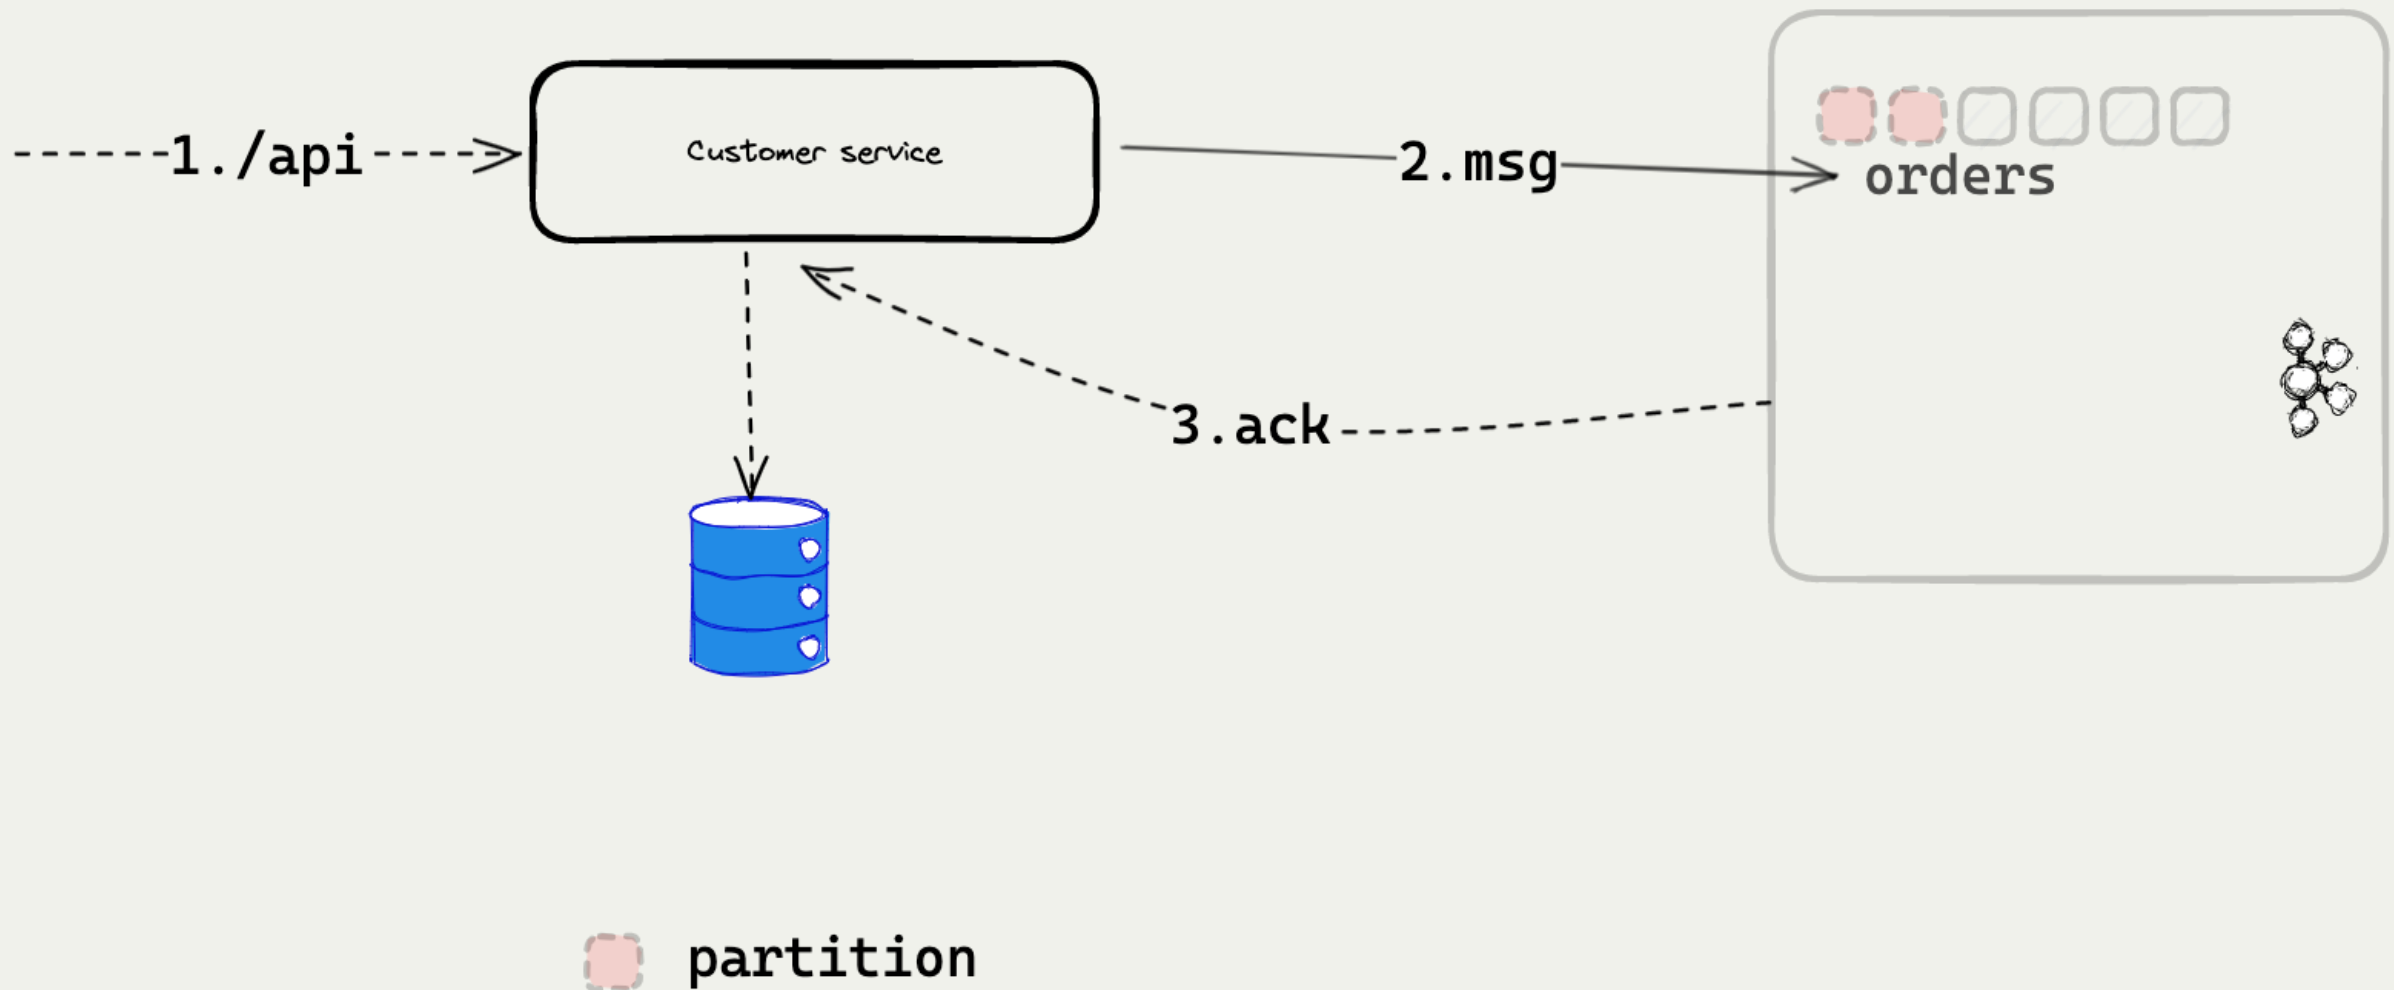 1./api
Customer service
2.msg
orders
3.ack
partition